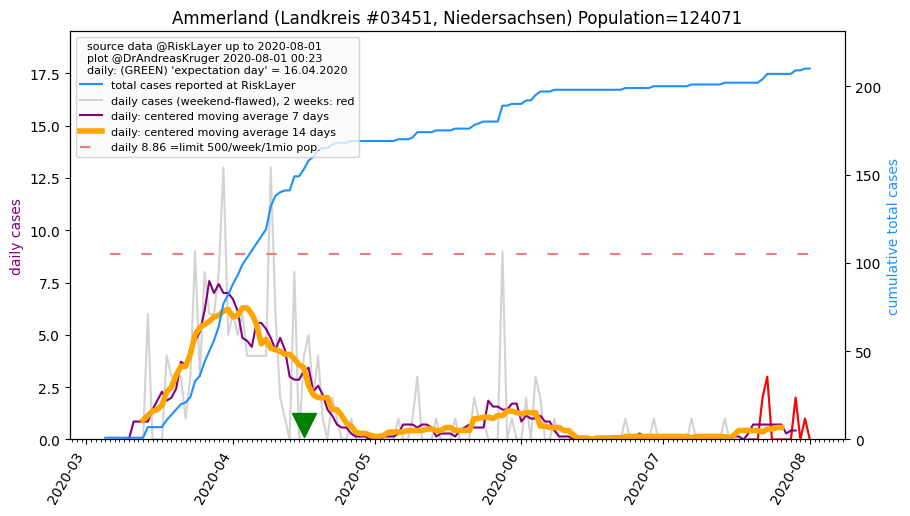 Ammerland (Landkreis #03451, Niedersachsen) Population=124071
source data @RiskLayer up to 2020-08-01
plot @DrAndreasKruger 2020-08-01 00:23
daily: (GREEN) 'expectation day' = 16.04.2020
total cases reported at RiskLayer
daily cases (weekend-flawed), 2 weeks: red
daily: centered moving average 7 days
daily: centered moving average 14 days
daily 8.86 =limit 500/week/1mio pop.
daily cases
17.5
15.0
12.5
10.0
7.5
5.0
2.5
0.0
200
150
100
50
0
cumulative total cases
2020-03
2020-04
2020-05
2020-06
2020-07
2020-08